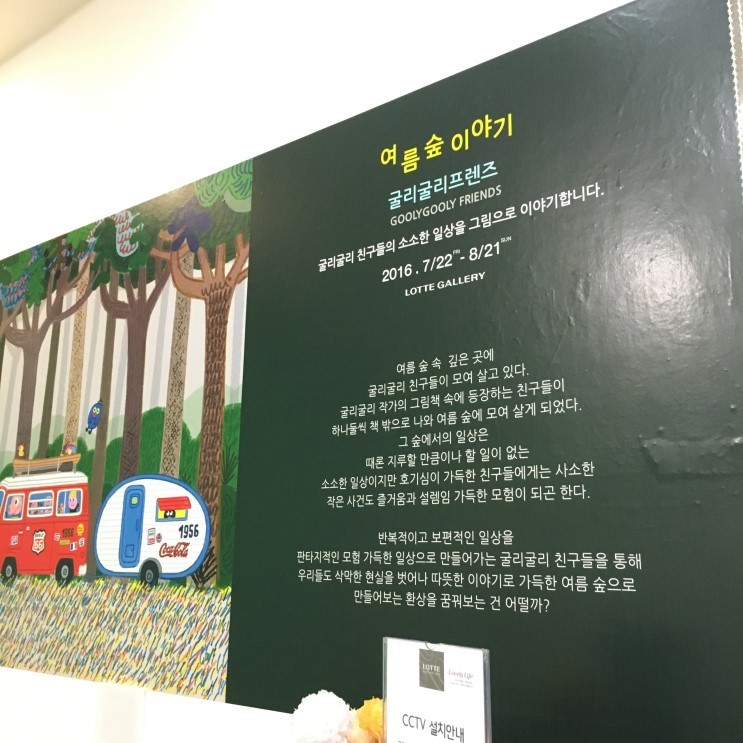 여름 숲 이야기
굴리굴리프렌즈
GOOLYGOOLY FRIENDS
굴리굴리 친구들의 소소한 일상을 그림으로 이야기합니다.
2016 . 7/22 FRI - 8/21 SUN
LOTTE GALLERY
여름 숲 속 깊은 곳에
굴리굴리 친구들이 모여 살고 있다.
굴리굴리 작가의 그림책 속에 등장하는 친구들이
하나둘씩 책 밖으로 나와 여름 숲에 모여 살게 되었다.
그 숲에서의 일상은
때론 지루할 만큼이나 할 일이 없는
소소한 일상이지만 호기심이 가득한 친구들에게는 사소한
작은 사건도 즐거움과 설렘임 가득한 모험이 되곤 한다.
반복적이고 보편적인 일상을
판타지적인 모험 가득한 일상으로 만들어가는 굴리굴리 친구들을 통해
우리들도 삭막한 현실을 벗어나 따뜻한 이야기로 가득한 여름 숲으로
만들어보는 환상을 꿈꿔보는 건 어떨까?
1956
Coca-Cola
1956
66
LOTTE
Lovely Life
CCTV 설치안내